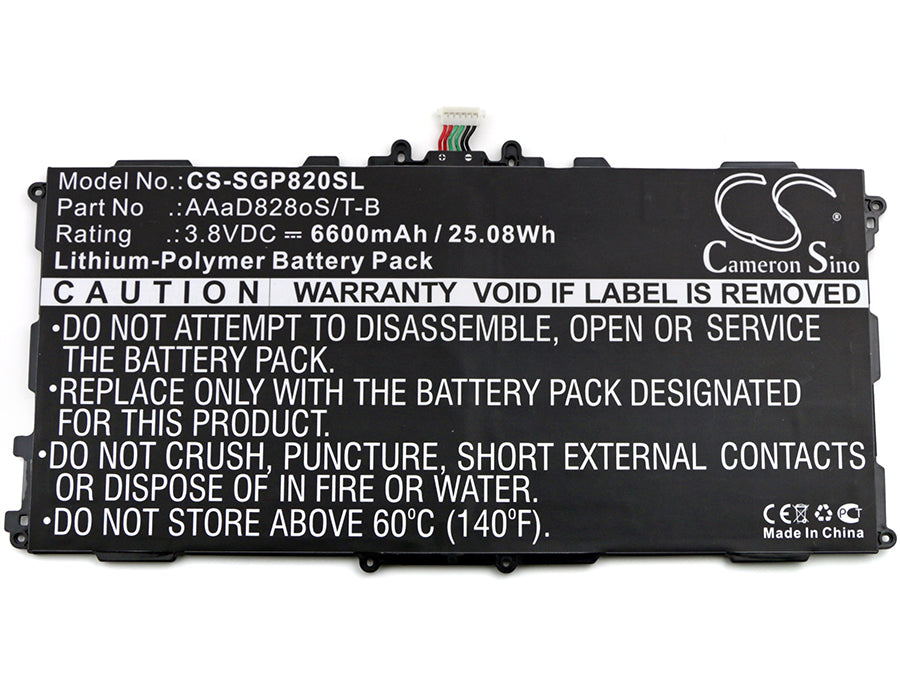 Model No.:CS-SGP820SL
Part No .:AAaD828oS/T-B
Rating .:3.8VDC ⎓ 6600mAh / 25.08Wh
Lithium-Polymer Battery Pack
CS
®
Cameron Sino
CAUTION WARRANTY VOID IF LABEL IS REMOVED
•DO NOT ATTEMPT TO DISASSEMBLE, OPEN OR SERVICE
THE BATTERY PACK.
•REPLACE ONLY WITH THE BATTERY PACK DESIGNATED
FOR THIS PRODUCT.
•DO NOT CRUSH, PUNCTURE, SHORT EXTERNAL CONTACTS
OR DISPOSE OF IN FIRE OR WATER.
•DO NOT STORE ABOVE 60°C (140°F).
CE PCT
Made In China